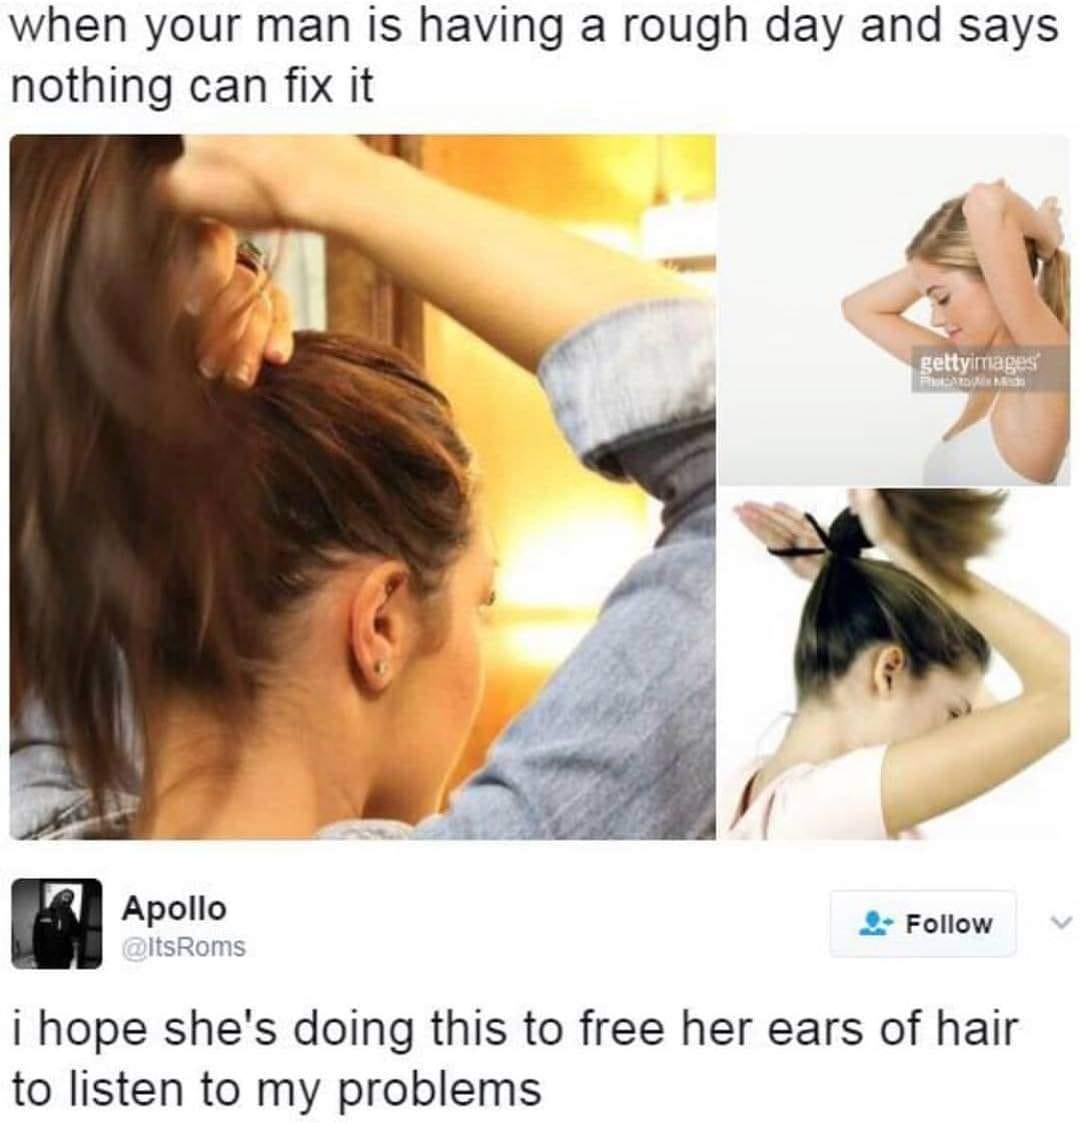 when your man is having a rough day and says
nothing can fix it
gettyimages
Apollo
@ItsRoms
Follow
i hope she's doing this to free her ears of hair
to listen to my problems